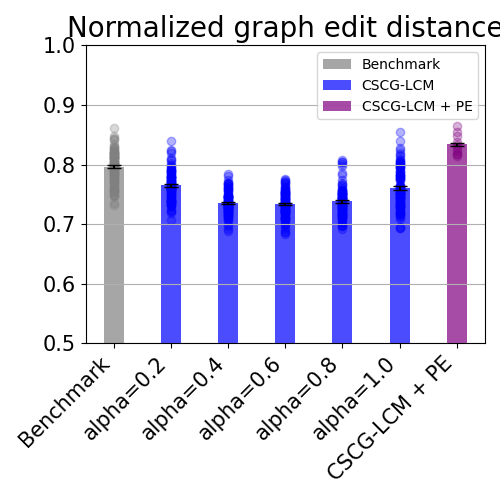 Normalized graph edit distance
1.0
0.9
0.8
0.7
0.6
0.5
Benchmark
CSCG-LCM
CSCG-LCM + PE
Benchmark
alpha=0.2
alpha=0.4
alpha=0.6
alpha=0.8
alpha=1.0
CSCG-LCM + PE